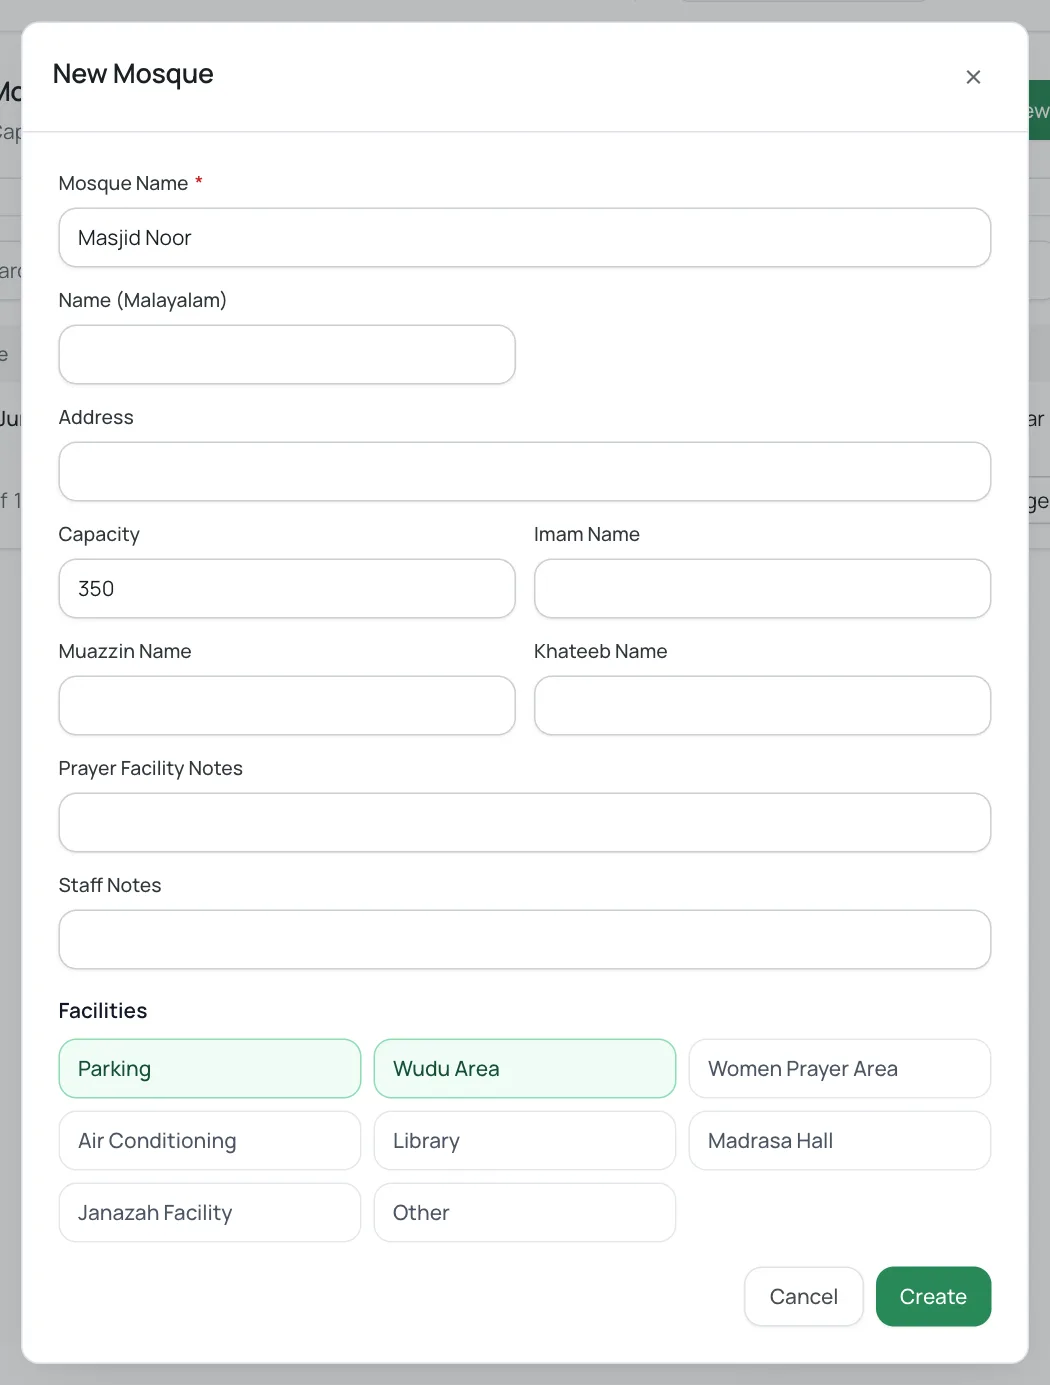 New Mosque
Mosque Name *
Masjid Noor
Name (Malayalam)
Address
Capacity
Imam Name
350
Muazzin Name
Khateeb Name
Prayer Facility Notes
Staff Notes
Facilities
Parking
Wudu Area
Women Prayer Area
Air Conditioning
Library
Madrasa Hall
Janazah Facility
Other
Cancel
Create